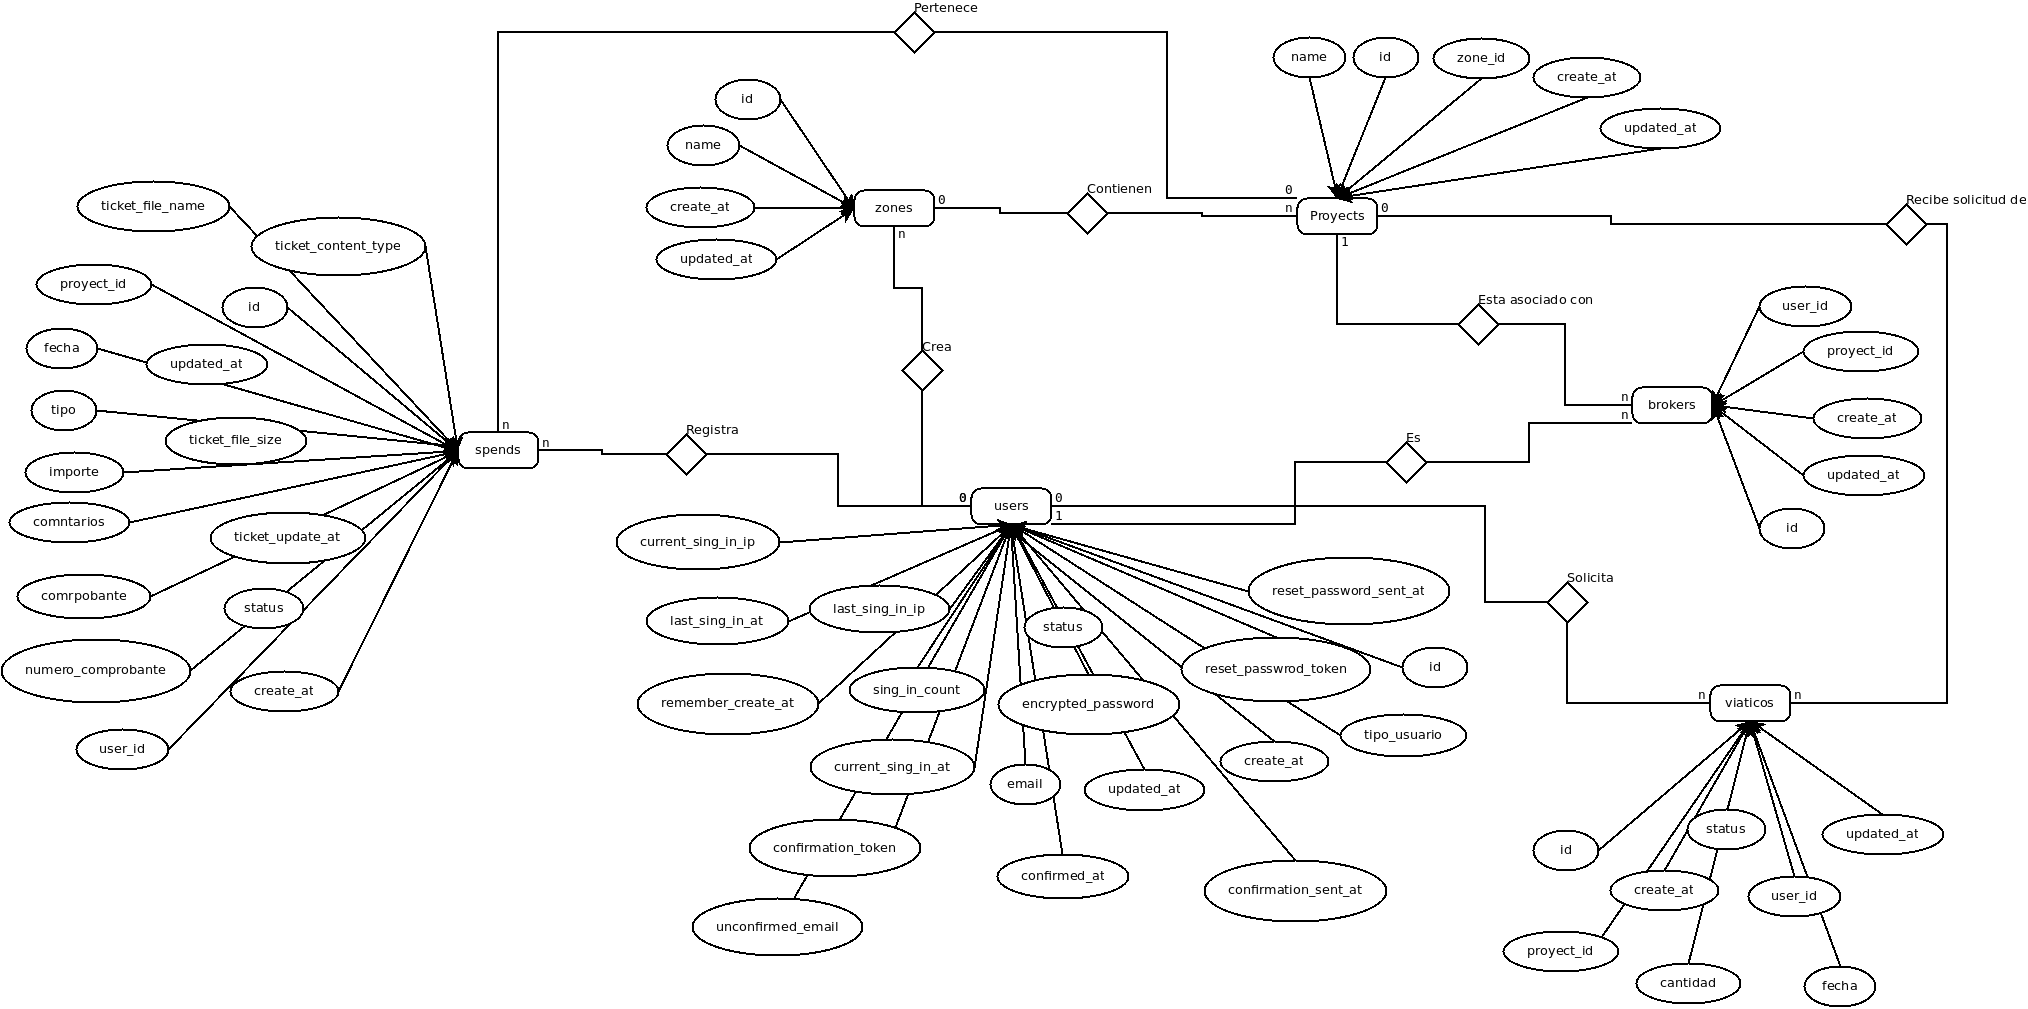 Pertenece
name
id
zone_id
create_at
updated_at
id
name
create_at
updated_at
zones
0
n
Contienen
0
n
Proyects
0
1
Recibe solicitud de
ticket_file_name
ticket_content_type
proyect_id
id
fecha
updated_at
tipo
ticket_file_size
importe
comntarios
ticket_update_at
comrpobante
status
numero_comprobante
create_at
user_id
spends
n
n
Registra
Crea
Esta asociado con
user_id
proyect_id
brokers
n
n
create_at
updated_at
id
Es
0
users
0
1
Solicita
current_sing_in_ip
last_sing_in_at
last_sing_in_ip
status
reset_password_sent_at
remember_create_at
sing_in_count
encrypted_password
reset_passwrod_token
id
current_sing_in_at
email
updated_at
create_at
tipo_usuario
confirmation_token
confirmed_at
confirmation_sent_at
unconfirmed_email
n
viaticos
n
id
status
updated_at
create_at
user_id
proyect_id
cantidad
fecha